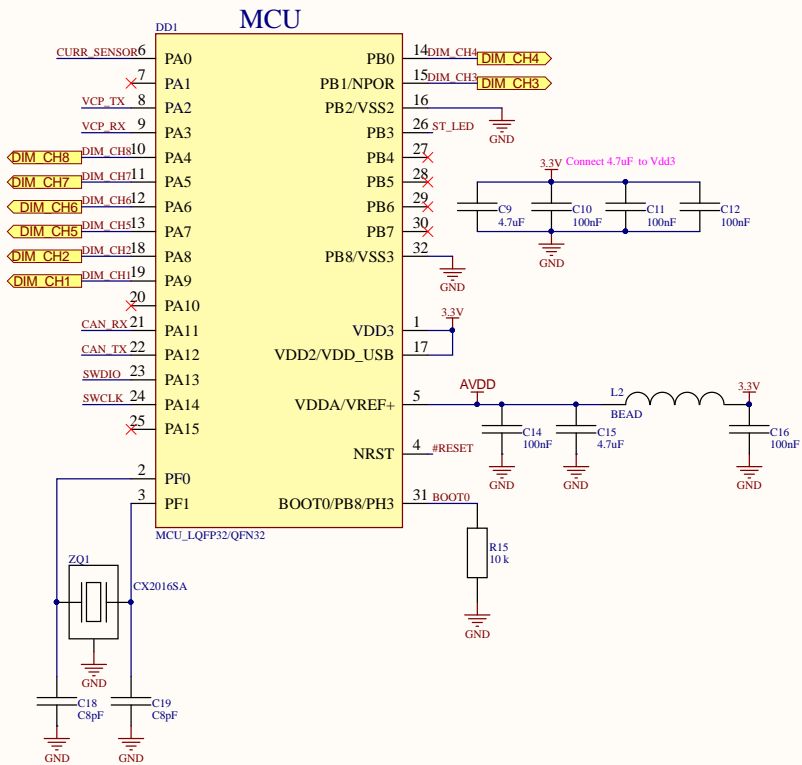 MCU
DD1
CURR_SENSOR 6 PA0 PB0 14 DIM_CH4 DIM_CH4
7 PA1 PB1/NPOR 15 DIM_CH3 DIM_CH3
VCP_TX 8 PA2 PB2/VSS2 16
GND
VCP_RX 9 PA3 PB3 26 ST_LED
DIM_CH8 DIM_CH8 10 PA4 PB4 27
DIM_CH7 DIM_CH7 11 PA5 PB5 28
DIM_CH6 DIM_CH6 12 PA6 PB6 29
DIM_CH5 DIM_CH5 13 PA7 PB7 30
DIM_CH2 DIM_CH2 18 PA8 PB8/VSS3 32
GND
DIM_CH1 DIM_CH1 19 PA9
20 PA10
3.3V Connect 4.7uF to Vdd3
C9 C10 C11 C12
4.7uF 100nF 100nF 100nF
GND
3.3V
CAN_RX 21 PA11 VDD3 1
CAN_TX 22 PA12 VDD2/VDD_USB 17
SWDIO 23 PA13
SWCLK 24 PA14 VDDA/VREF+ 5
AVDD L2 3.3V
BEAD
25 PA15
C14 C15 C16
100nF 4.7uF 100nF
GND GND GND
NRST 4 #RESET
2 PF0
3 PF1 BOOT0/PB8/PH3 31 BOOT0
MCU_LQFP32/QFN32
R15
10 k
GND
ZQ1
CX2016SA
GND
C18 C19
C8pF C8pF
GND GND